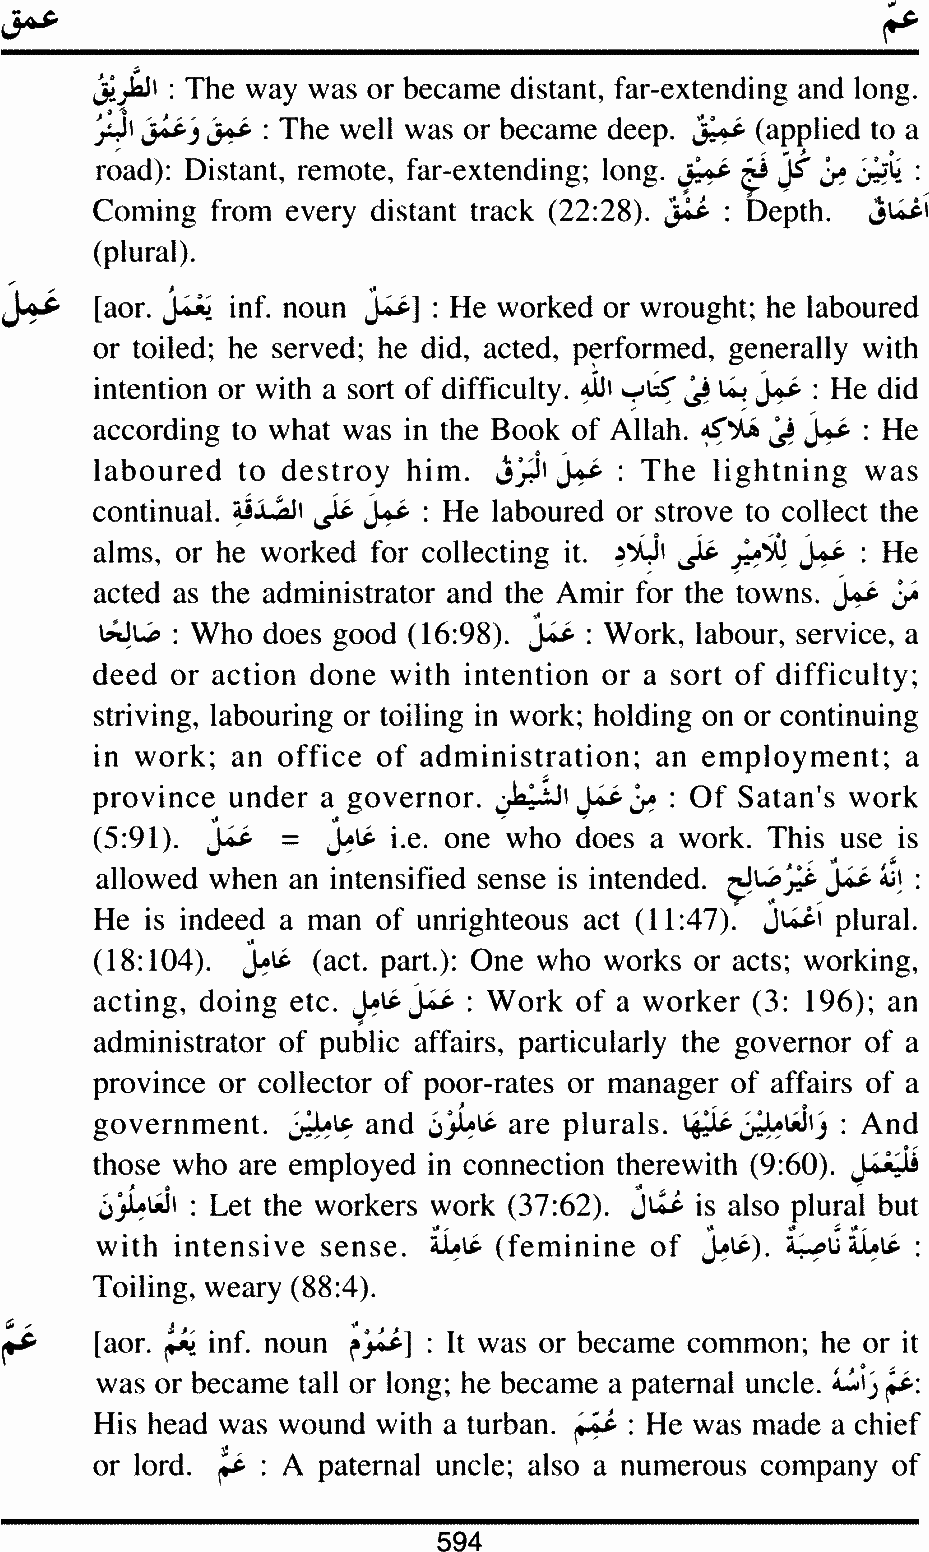 عمق عمّ
الطَّرِيْقُ : The way was or became distant, far-extending and long.
عَمِقَ وَعَمُقَ الْبِئْرُ : The well was or became deep. عَمِيْقٌ (applied to a
road): Distant, remote, far-extending; long. يَأْتِيْنَ مِنْ كُلِّ فَجٍّ عَمِيْقٍ :
Coming from every distant track (22:28). عُمْقٌ : Depth. اَعْمَاقٌ
(plural).
عَمِلَ [aor. يَعْمَلُ inf. noun عَمَلٌ] : He worked or wrought; he laboured
or toiled; he served; he did, acted, performed, generally with
intention or with a sort of difficulty. عَمِلَ بِمَا فِىْ كِتَابِ اللّٰهِ : He did
according to what was in the Book of Allah. عَمِلَ فِىْ هَلَاكِهِ : He
laboured to destroy him. عَمِلَ الْبَرْقُ : The lightning was
continual. عَمِلَ عَلَى الصَّدَقَةِ : He laboured or strove to collect the
alms, or he worked for collecting it. عَمِلَ لِلْاَمِيْرِ عَلَى الْبِلَادِ : He
acted as the administrator and the Amir for the towns. مَنْ عَمِلَ
صَالِحًا : Who does good (16:98). عَمَلٌ : Work, labour, service, a
deed or action done with intention or a sort of difficulty;
striving, labouring or toiling in work; holding on or continuing
in work; an office of administration; an employment; a
province under a governor. مِنْ عَمَلِ الشَّيْطٰنِ : Of Satan's work
(5:91). عَمَلٌ = عَامِلٌ i.e. one who does a work. This use is
allowed when an intensified sense is intended. اِنَّهُ عَمَلٌ غَيْرُ صَالِحٍ :
He is indeed a man of unrighteous act (11:47). اَعْمَالٌ plural.
(18:104). عَامِلٌ (act. part.): One who works or acts; working,
acting, doing etc. عَمَلَ عَامِلٍ : Work of a worker (3: 196); an
administrator of public affairs, particularly the governor of a
province or collector of poor-rates or manager of affairs of a
government. عَامِلِيْنَ and عَامِلُوْنَ are plurals. وَالْعَامِلِيْنَ عَلَيْهَا : And
those who are employed in connection therewith (9:60). فَلْيَعْمَلِ
الْعَامِلُوْنَ : Let the workers work (37:62). عُمَّالٌ is also plural but
with intensive sense. عَامِلَةٌ (feminine of عَامِلٌ). عَامِلَةٌ نَاصِبَةٌ :
Toiling, weary (88:4).
عَمَّ [aor. يَعُمُّ inf. noun عُمُوْمٌ] : It was or became common; he or it
was or became tall or long; he became a paternal uncle. عَمَّ رَأْسُهُ:
His head was wound with a turban. عُمِّمَ : He was made a chief
or lord. عَمٌّ : A paternal uncle; also a numerous company of
594